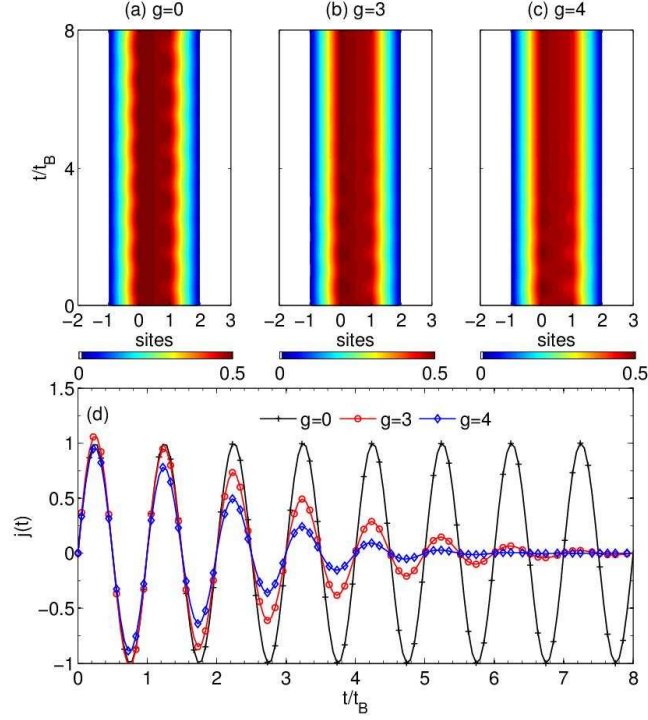 (a) g=0 (b) g=3 (c) g=4
8
4
0
t/t_B
−2 −1 0 1 2 3 −2 −1 0 1 2 3 −2 −1 0 1 2 3
sites sites sites
0 0.5 0 0.5 0 0.5
1.5
(d) g=0 g=3 g=4
1
0.5
0
−0.5
−1
j(t)
0 1 2 3 4 5 6 7 8
t/t_B